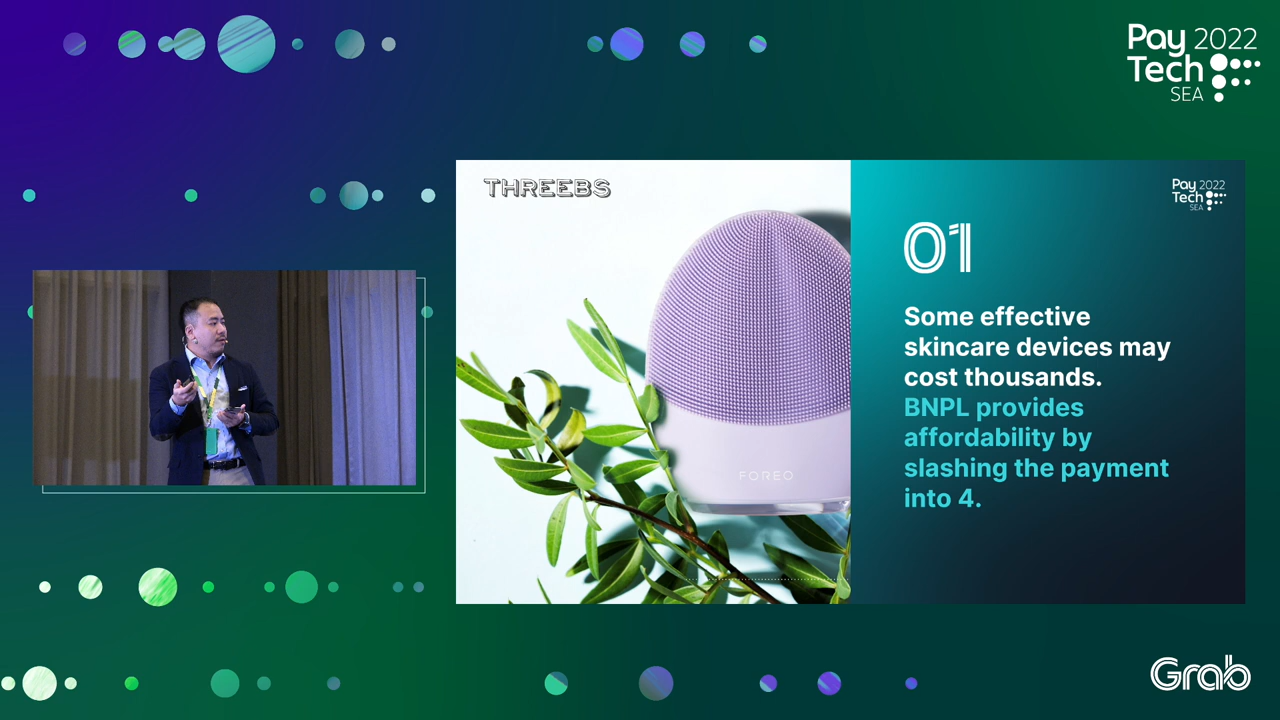 Pay 2022
Tech
SEA
THREEBS
FOREO
Pay 2022
Tech
SEA
01
Some effective
skincare devices may
cost thousands.
BNPL provides
affordability by
slashing the payment
into 4.
Grab